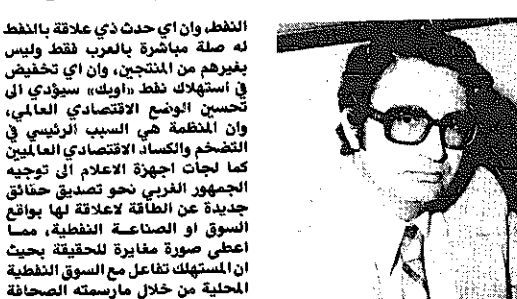 النفط، وان اي حدث ذي علاقة بالنفط
له صلة مباشرة بالعرب فقط وليس
بغيرهم من المنتجين، وان اي تخفيض
في استهلاك نفط «اوبك» سيؤدي الى
تحسين الوضع الاقتصادي العالمي،
وان المنظمة هي السبب الرئيسي في
التضخم والكساد الاقتصادي العالميين
كما لجات اجهزة الاعلام الى توجيه
الجمهور الغربي نحو تصديق حقائق
جديدة عن الطاقة لاعلاقة لها بواقع
السوق او الصناعة النفطية، مما
أعطى صورة مغايرة للحقيقة بحيث
ان المستهلك تفاعل مع السوق النفطية
المحلية من خلال مارسمته الصحافة